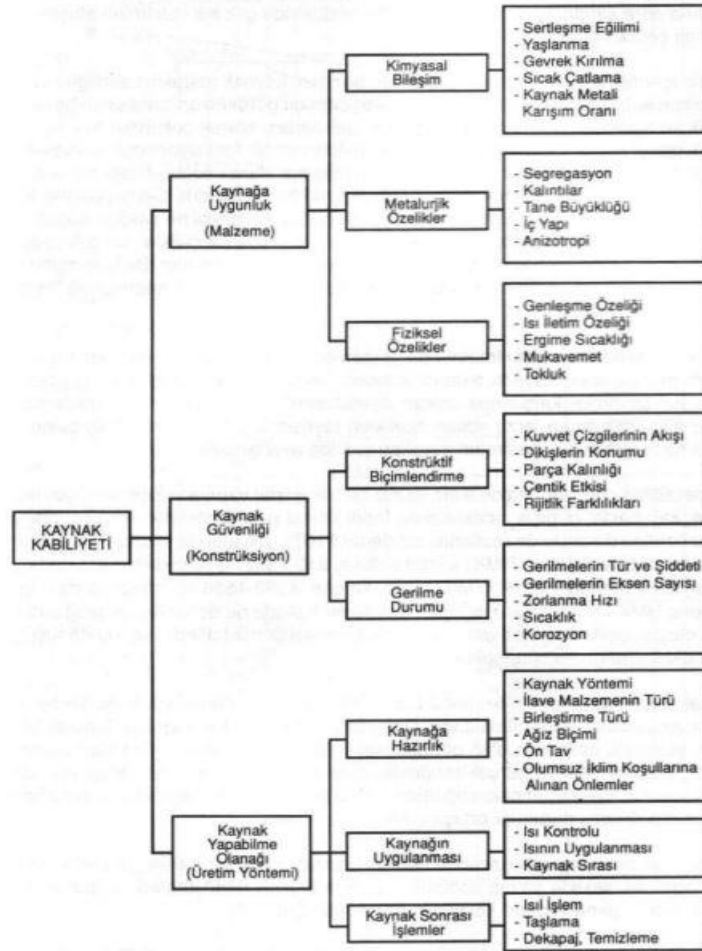 Kimyasal
Bileşim
- Sertleşme Eğilimi
- Yaşlanma
- Gevrek Kırılma
- Sıcak Çatlama
- Kaynak Metali
Karışım Oranı
Kaynağa
Uygunluk
(Malzeme)
Metalurjik
Özelikler
- Segregasyon
- Kalıntılar
- Tane Büyüklüğü
- İç Yapı
- Anizotropi
Fiziksel
Özelikler
- Genleşme Özeliği
- Isı İletim Özeliği
- Ergime Sıcaklığı
- Mukavemet
- Tokluk
KAYNAK
KABİLİYETİ
Kaynak
Güvenliği
(Konstrüksiyon)
Konstrüktif
Biçimlendirme
- Kuvvet Çizgilerinin Akışı
- Dikişlerin Konumu
- Parça Kalınlığı
- Çentik Etkisi
- Rijitlik Farklılıkları
Gerilme
Durumu
- Gerilmelerin Tür ve Şiddeti
- Gerilmelerin Eksen Sayısı
- Zorlanma Hızı
- Sıcaklık
- Korozyon
Kaynak
Yapabilme
Olanağı
(Üretim Yöntemi)
Kaynağa
Hazırlık
- Kaynak Yöntemi
- İlave Malzemenin Türü
- Birleştirme Türü
- Ağız Biçimi
- Ön Tav
- Olumsuz İklim Koşullarına
Alınan Önlemler
Kaynağın
Uygulanması
- Isı Kontrolu
- Isının Uygulanması
- Kaynak Sırası
Kaynak Sonrası
İşlemler
- Isıl İşlem
- Taşlama
- Dekapaj, Temizleme